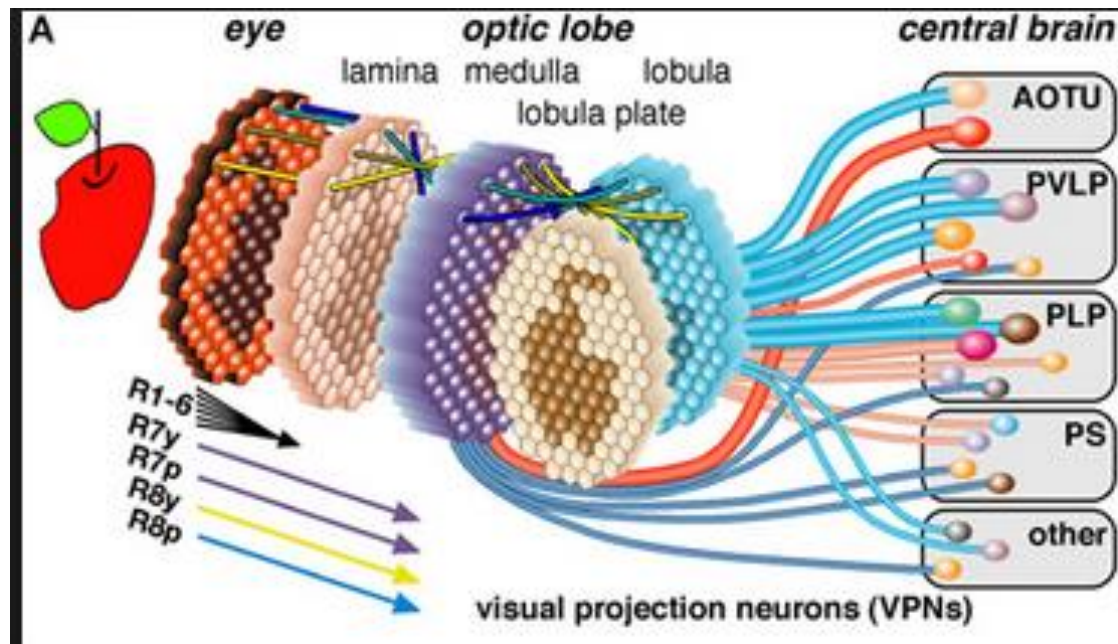 A
eye
optic lobe
central brain
lamina medulla lobula
lobula plate
AOTU
PVLP
PLP
PS
other
R1-6
R7y
R7p
R8y
R8p
visual projection neurons (VPNs)